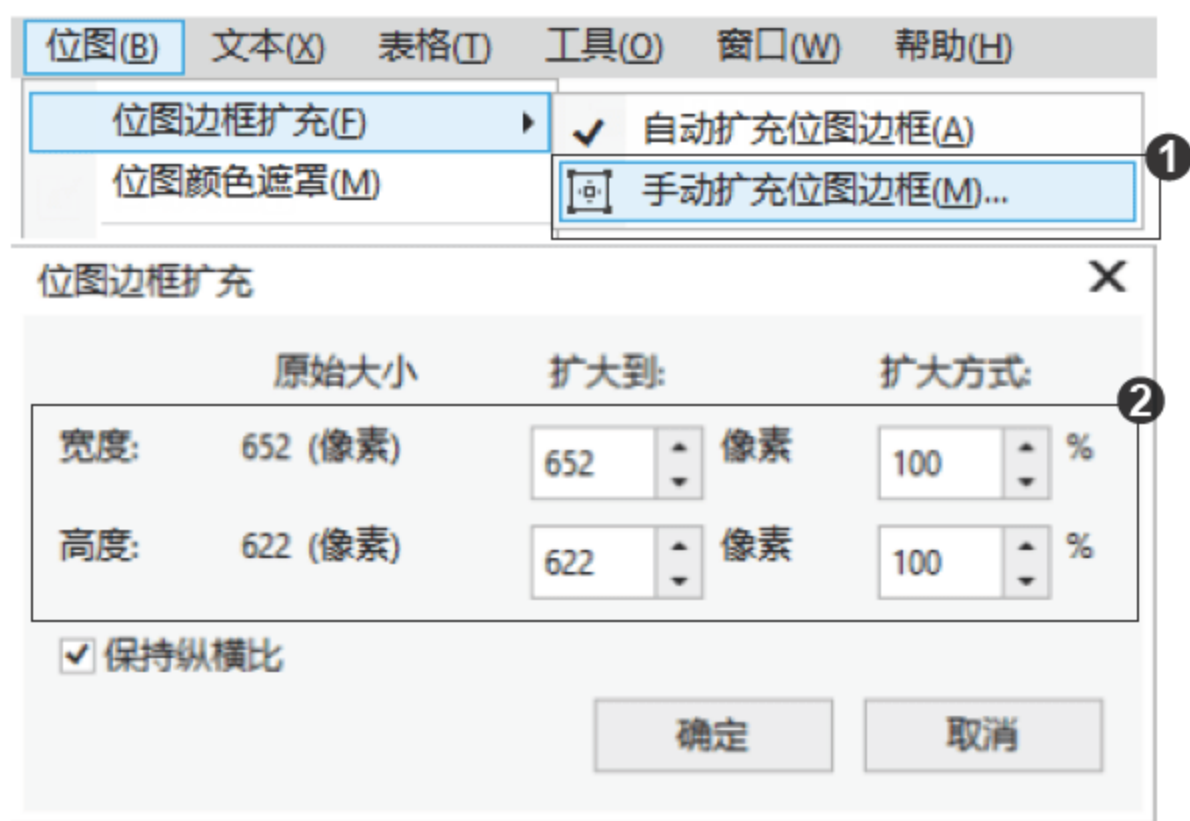 位图(B) 文本(X) 表格(T) 工具(O) 窗口(W) 帮助(H)
位图边框扩充(F)
自动扩充位图边框(A)
1
位图颜色遮罩(M)
手动扩充位图边框(M)...
位图边框扩充
原始大小 扩大到: 扩大方式:
2
宽度: 652 (像素) 652 像素 100 %
高度: 622 (像素) 622 像素 100 %
保持纵横比
确定 取消